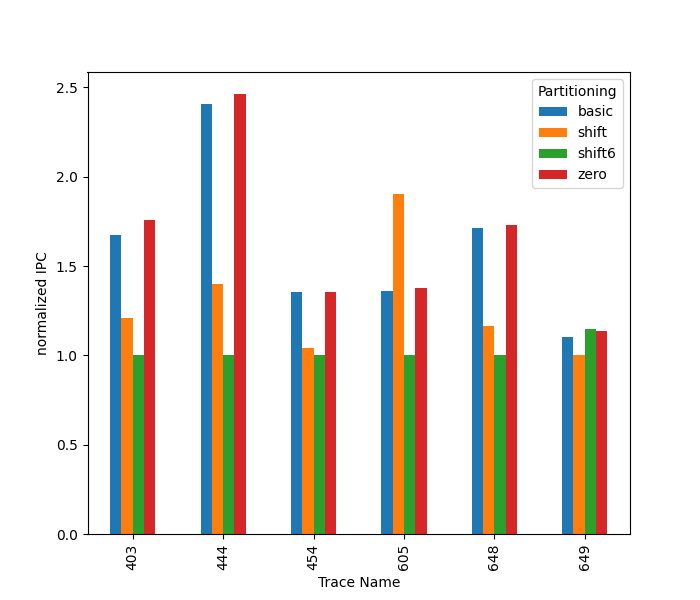 Partitioning
basic
shift
shift6
zero
2.5
2.0
1.5
1.0
0.5
0.0
normalized IPC
403
444
454
605
648
649
Trace Name